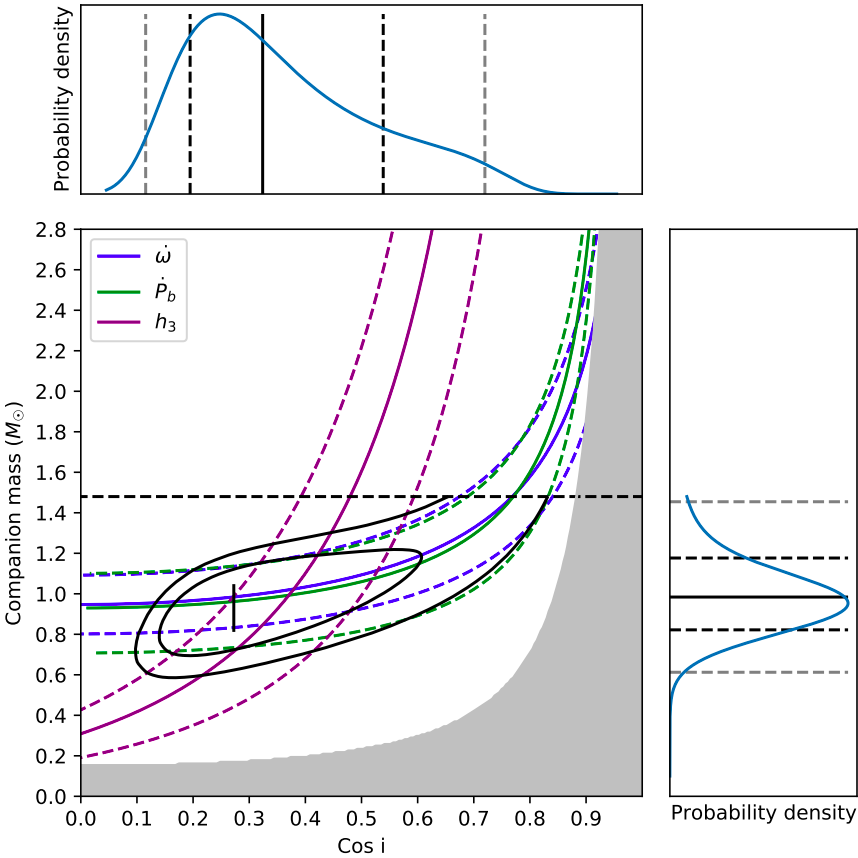 Probability density
2.8
2.6
2.4
2.2
2.0
1.8
1.6
1.4
1.2
1.0
0.8
0.6
0.4
0.2
0.0
Companion mass (M☉)
ω̇
Ṗb
h3
0.0 0.1 0.2 0.3 0.4 0.5 0.6 0.7 0.8 0.9
Cos i
Probability density